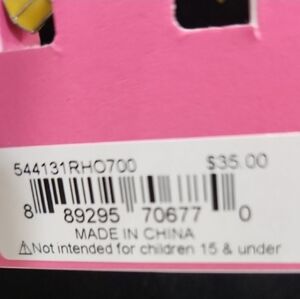 544131RHO700 $35.00
8 89295 70677 0
MADE IN CHINA
⚠Not intended for children 15 & under